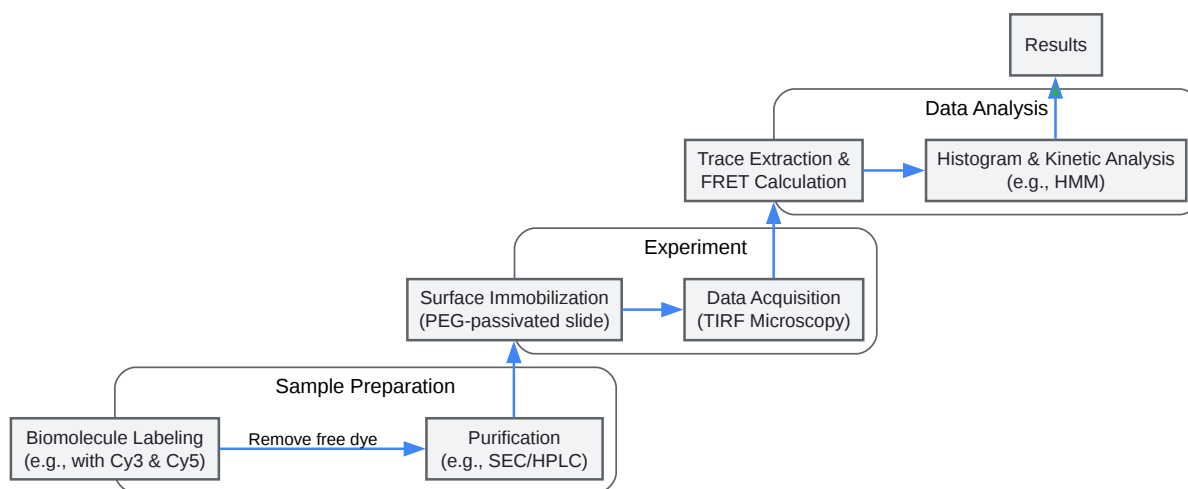 Results
Data Analysis
Trace Extraction &
FRET Calculation
Histogram & Kinetic Analysis
(e.g., HMM)
Experiment
Surface Immobilization
(PEG-passivated slide)
Data Acquisition
(TIRF Microscopy)
Sample Preparation
Biomolecule Labeling
(e.g., with Cy3 & Cy5)
Remove free dye
Purification
(e.g., SEC/HPLC)